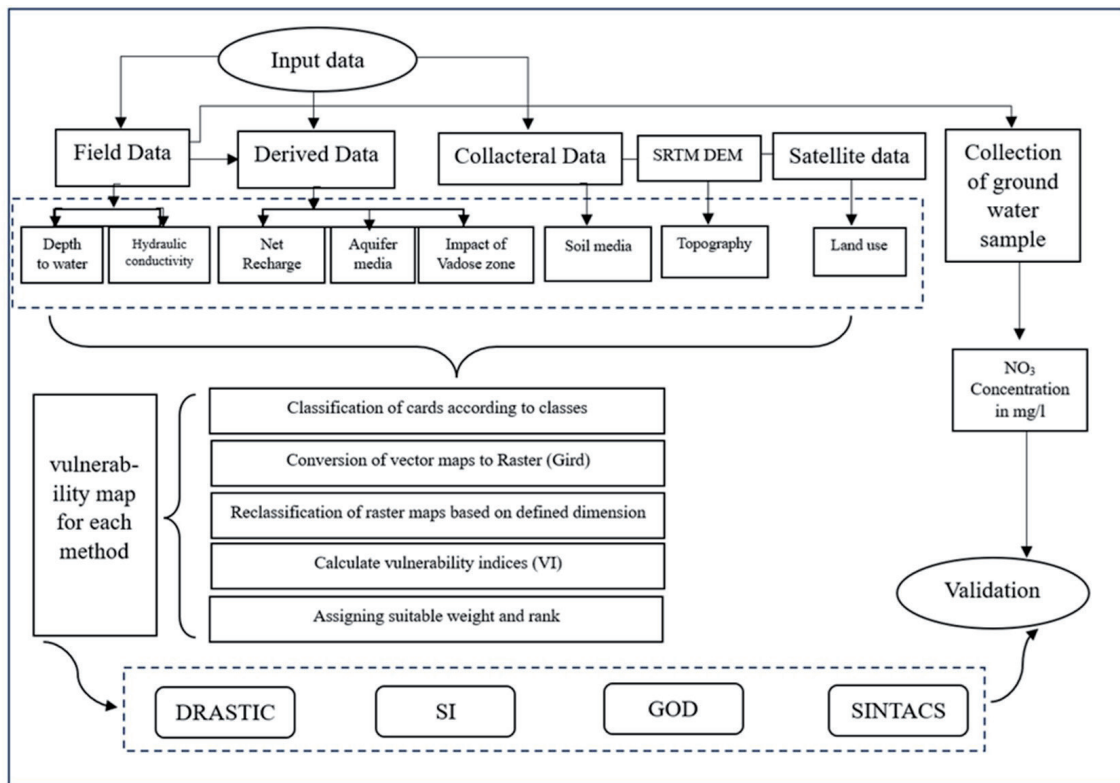 Input data
Field Data
Derived Data
Collacteral Data
SRTM DEM
Satellite data
Collection
of ground
water
sample
Depth
to water
Hydraulic
conductivity
Net
Recharge
Aquifer
media
Impact of
Vadose zone
Soil media
Topography
Land use
NO₃
Concentration
in mg/l
vulnerab-
ility map
for each
method
Classification of cards according to classes
Conversion of vector maps to Raster (Gird)
Reclassification of raster maps based on defined dimension
Calculate vulnerability indices (VI)
Assigning suitable weight and rank
Validation
DRASTIC
SI
GOD
SINTACS